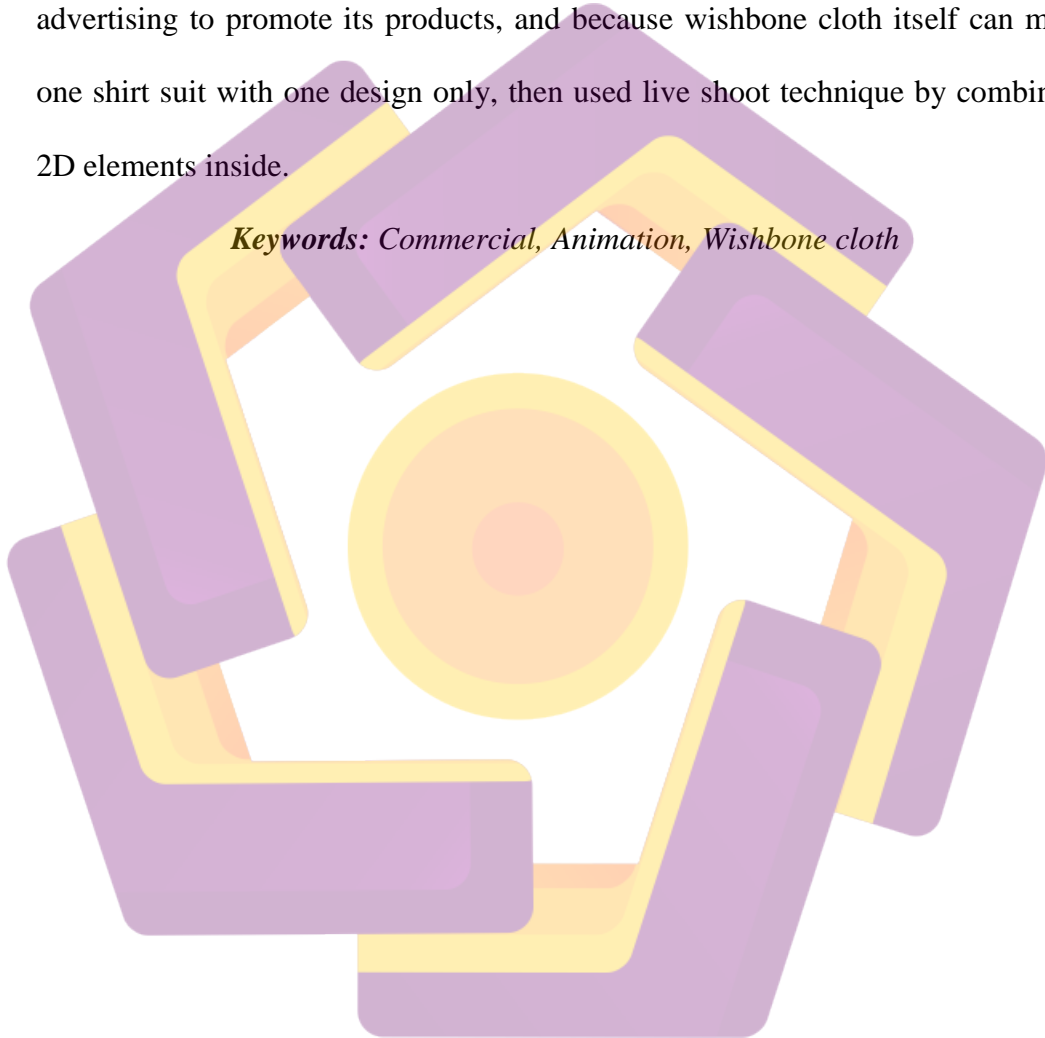 advertising to promote its products, and because wishbone cloth itself can m
one shirt suit with one design only, then used live shoot technique by combin
2D elements inside.
Keywords: Commercial, Animation, Wishbone cloth